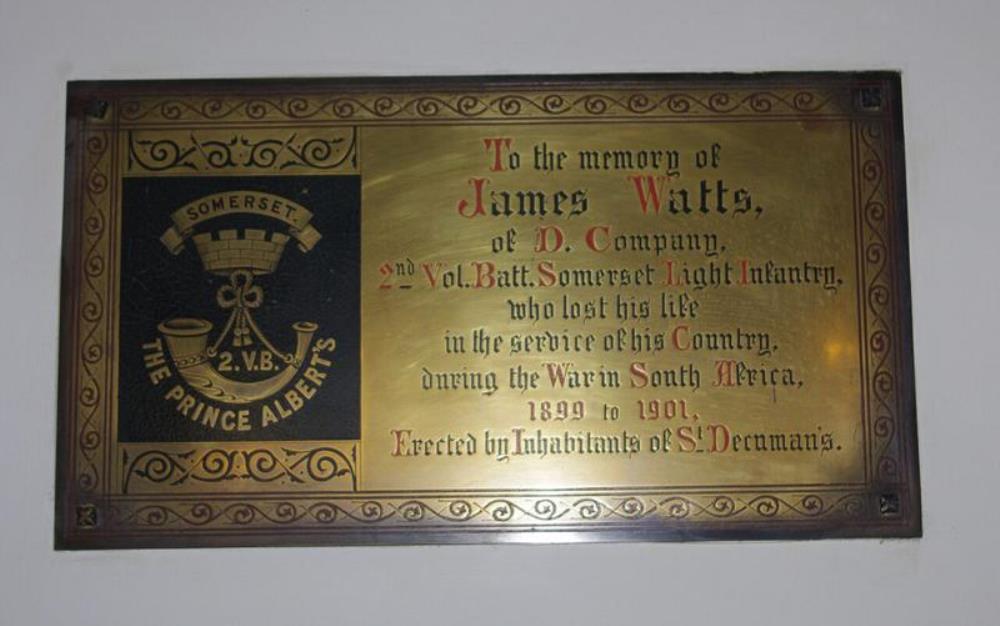 SOMERSET.
2.V.B.
THE PRINCE ALBERT'S
To the memory of
James Watts,
of D. Company,
2nd Vol. Batt. Somerset Light Infantry,
who lost his life
in the service of his Country,
during the War in South Africa,
1899 to 1901.
Erected by Inhabitants of St. Decuman's.